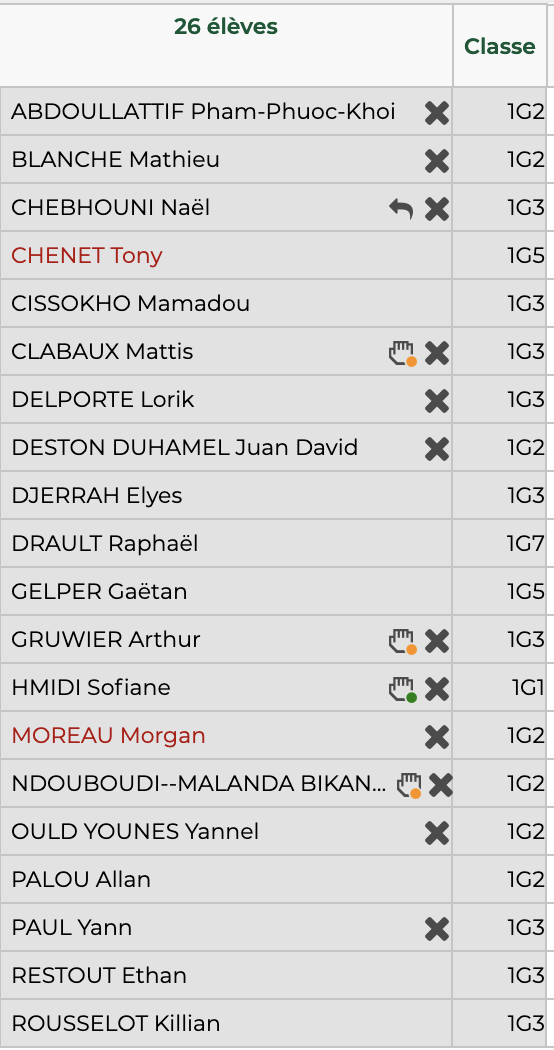 26 élèves
Classe
ABDOULLATTIF Pham-Phuoc-Khoi 1G2
BLANCHE Mathieu 1G2
CHEBHOUNI Naël 1G3
CHENET Tony 1G5
CISSOKHO Mamadou 1G3
CLABAUX Mattis 1G3
DELPORTE Lorik 1G3
DESTON DUHAMEL Juan David 1G2
DJERRAH Elyes 1G3
DRAULT Raphaël 1G7
GELPER Gaëtan 1G5
GRUWIER Arthur 1G3
HMIDI Sofiane 1G1
MOREAU Morgan 1G2
NDOUBOUDI--MALANDA BIKAN... 1G2
OULD YOUNES Yannel 1G2
PALOU Allan 1G2
PAUL Yann 1G3
RESTOUT Ethan 1G3
ROUSSELOT Killian 1G3